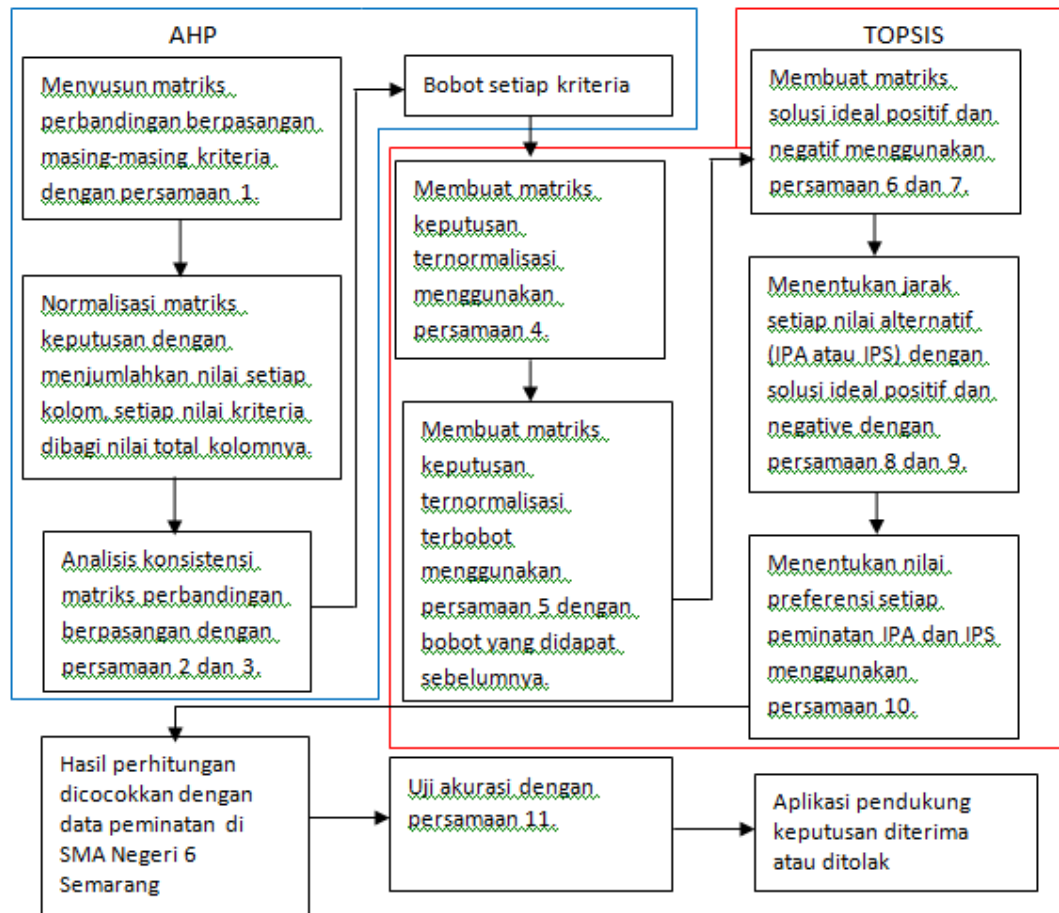 AHP
Menyusun matriks
perbandingan berpasangan
masing-masing kriteria
dengan persamaan 1.
Normalisasi matriks
keputusan dengan
menjumlahkan nilai setiap
kolom, setiap nilai kriteria
dibagi nilai total kolomnya.
Analisis konsistensi
matriks perbandingan
berpasangan dengan
persamaan 2 dan 3.
Bobot setiap kriteria
Membuat matriks
keputusan
ternormalisasi
menggunakan
persamaan 4.
Membuat matriks
keputusan
ternormalisasi
terbobot
menggunakan
persamaan 5 dengan
bobot yang didapat
sebelumnya.
TOPSIS
Membuat matriks
solusi ideal positif dan
negatif menggunakan
persamaan 6 dan 7.
Menentukan jarak
setiap nilai alternatif
(IPA atau IPS) dengan
solusi ideal positif dan
negative dengan
persamaan 8 dan 9.
Menentukan nilai
preferensi setiap
peminatan IPA dan IPS
menggunakan
persamaan 10.
Hasil perhitungan
dicocokkan dengan
data peminatan di
SMA Negeri 6
Semarang
Uji akurasi dengan
persamaan 11.
Aplikasi pendukung
keputusan diterima
atau ditolak